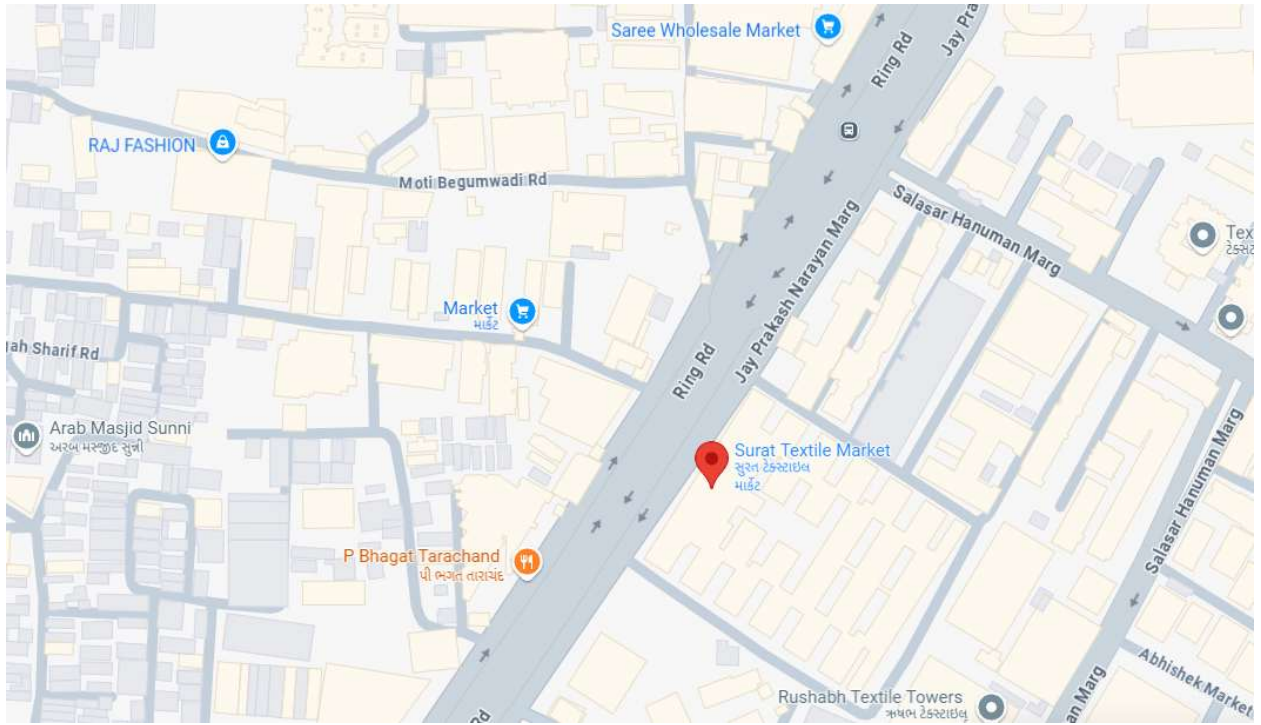 Saree Wholesale Market
Ring Rd
Jay Pra
RAJ FASHION
Moti Begumwadi Rd
Salasar Hanuman Marg
Tex
Jay Prakash Narayan Marg
Market
માર્કેટ
ah Sharif Rd
Ring Rd
Arab Masjid Sunni
અરબ મસ્જીદ સુન્ની
Surat Textile Market
સુરત ટેક્સ્ટાઇલ
માર્કેટ
Salasar Hanuman Marg
P Bhagat Tarachand
પી ભગત તારાચંદ
Abhishek Market
Rushabh Textile Towers
ઋષભ ટેક્સ્ટાઇલ
an Marg
Rd